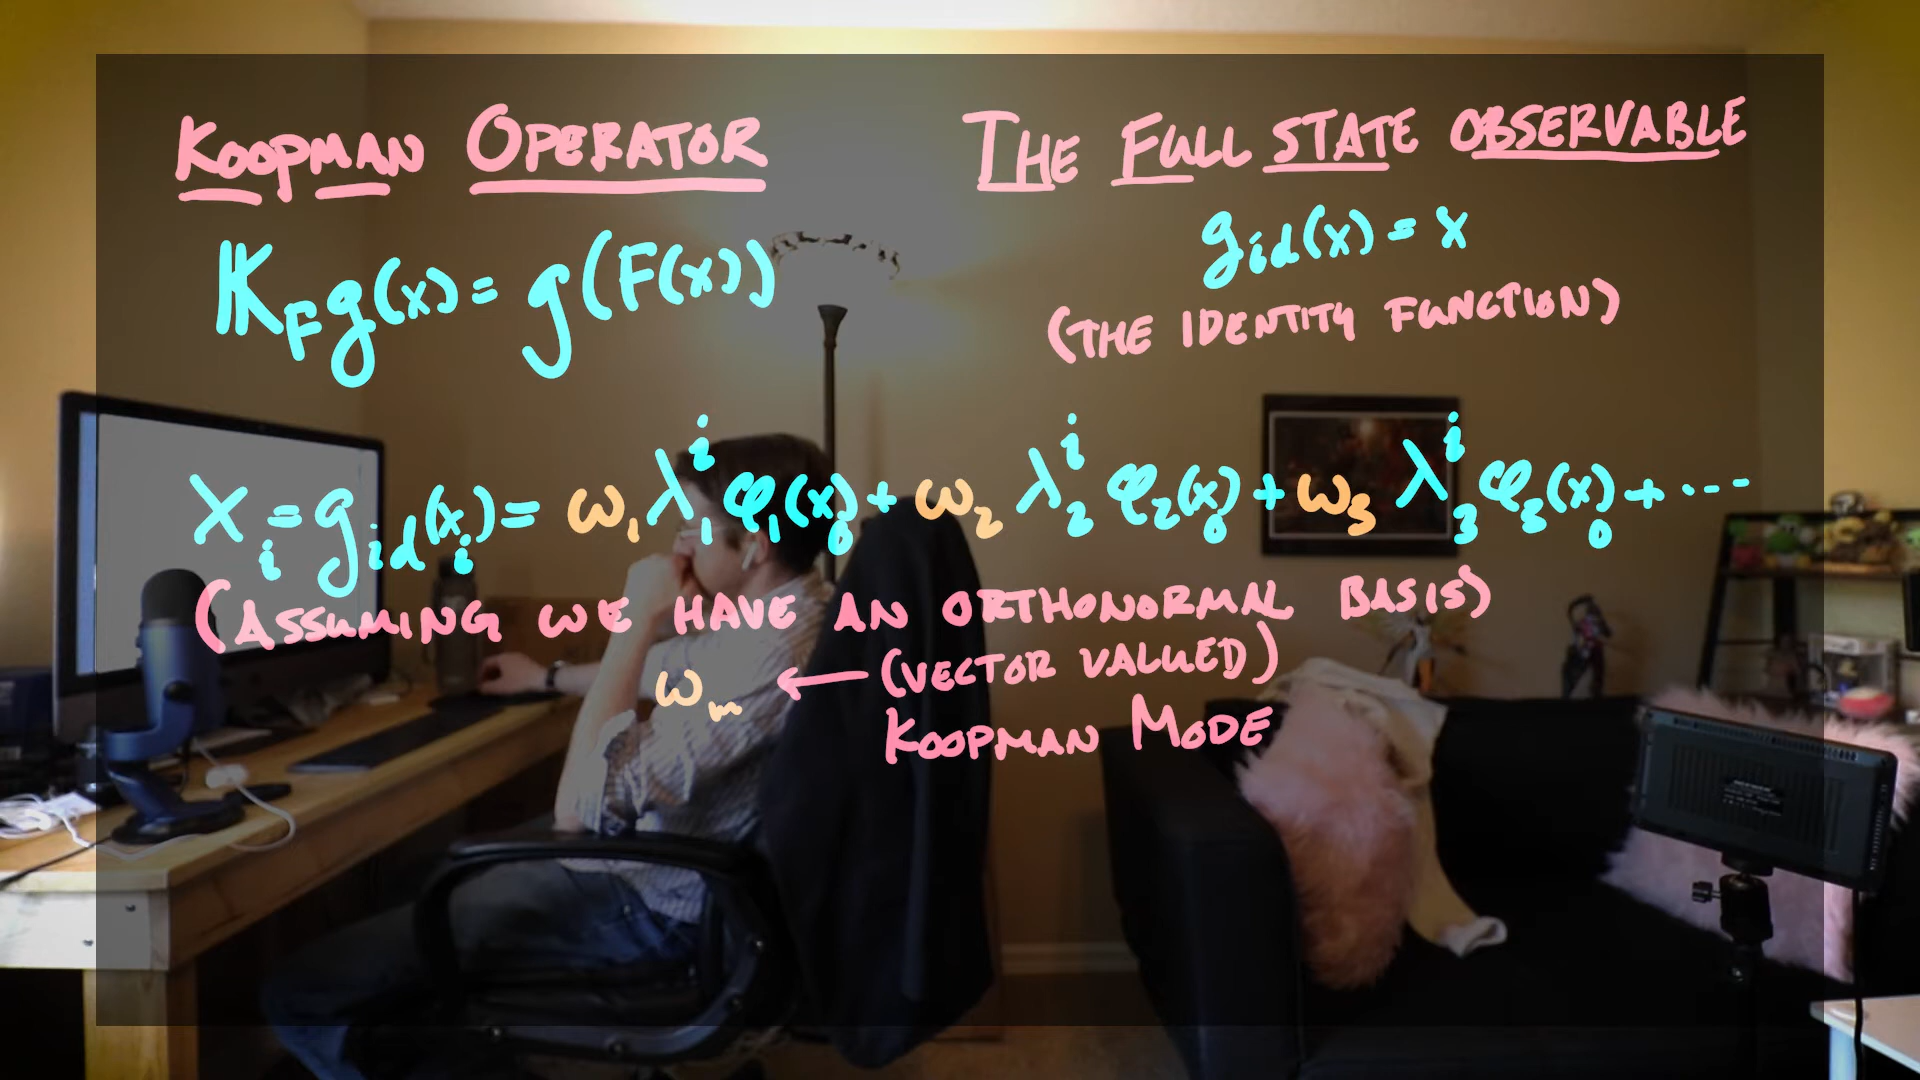 KOOPMAN OPERATOR
𝕂_F g(x) = g(F(x))
THE FULL STATE OBSERVABLE
g_id(x) = x
(THE IDENTITY FUNCTION)
x_i = g_id(x_i) = ω_1 λ_1^i φ_1(x_0) + ω_2 λ_2^i φ_2(x_0) + ω_3 λ_3^i φ_3(x_0) + ...
(ASSUMING WE HAVE AN ORTHONORMAL BASIS)
ω_m ← (VECTOR VALUED)
KOOPMAN MODE